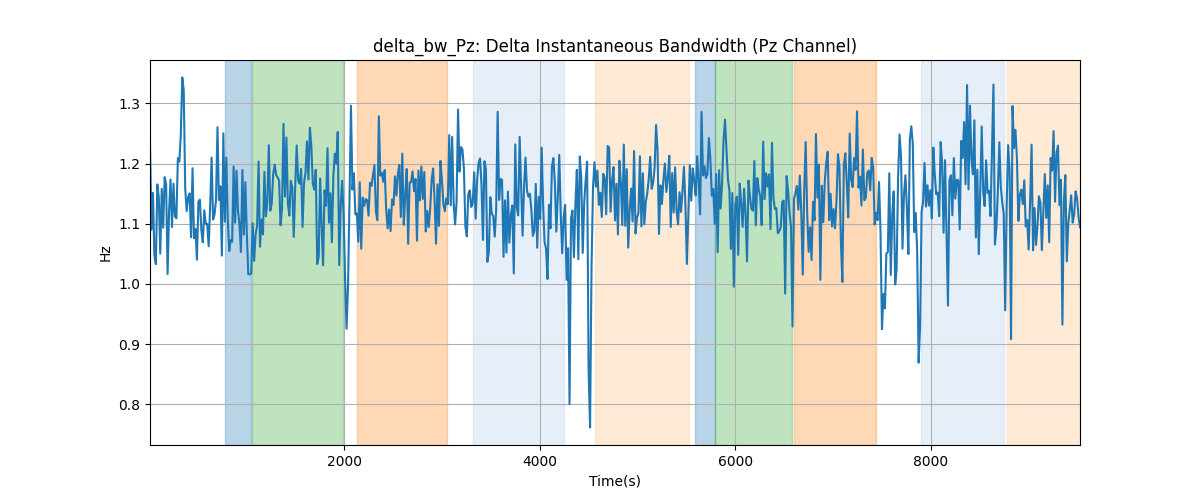 delta_bw_Pz: Delta Instantaneous Bandwidth (Pz Channel)
Hz
1.3
1.2
1.1
1.0
0.9
0.8
2000 4000 6000 8000
Time(s)